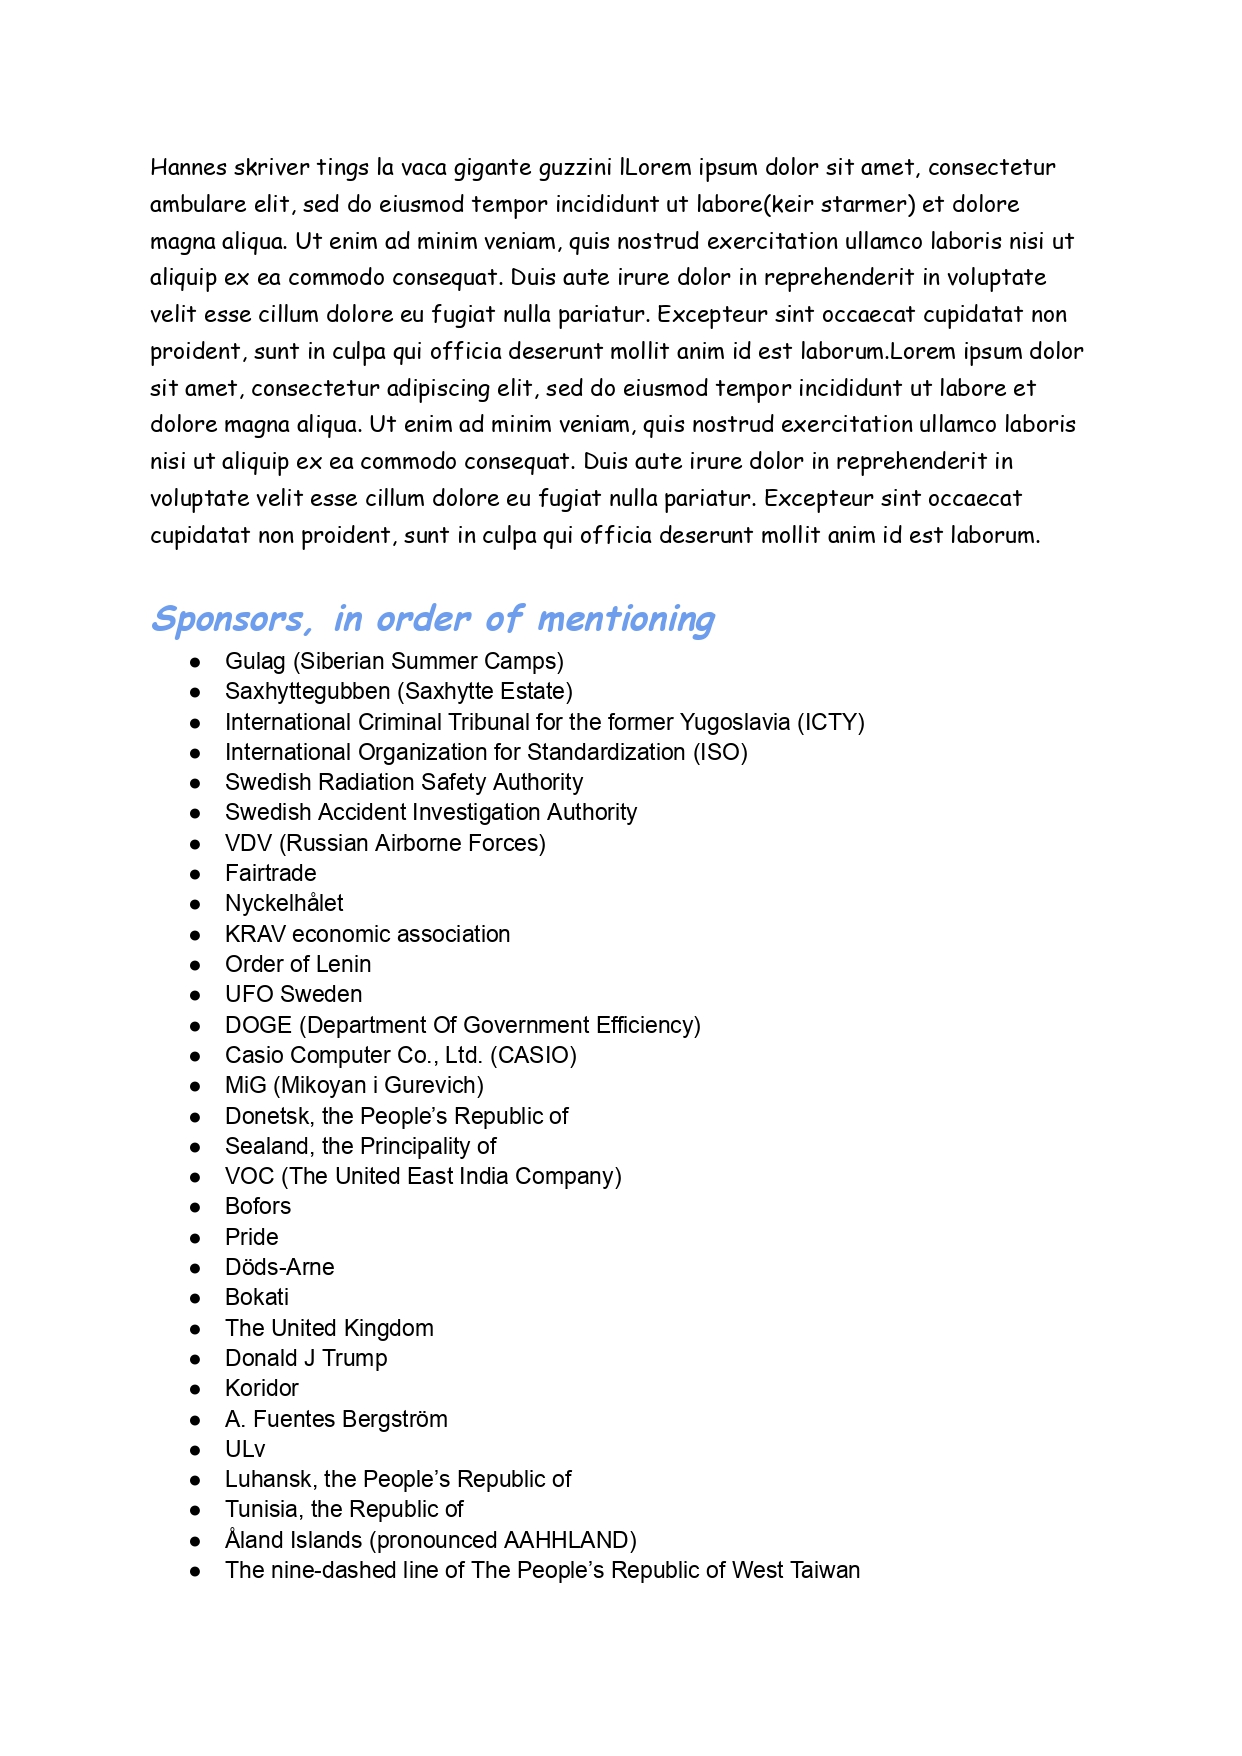 Hannes skriver tings la vaca gigante guzzini lLorem ipsum dolor sit amet, consectetur
ambulare elit, sed do eiusmod tempor incididunt ut labore(keir starmer) et dolore
magna aliqua. Ut enim ad minim veniam, quis nostrud exercitation ullamco laboris nisi ut
aliquip ex ea commodo consequat. Duis aute irure dolor in reprehenderit in voluptate
velit esse cillum dolore eu fugiat nulla pariatur. Excepteur sint occaecat cupidatat non
proident, sunt in culpa qui officia deserunt mollit anim id est laborum.Lorem ipsum dolor
sit amet, consectetur adipiscing elit, sed do eiusmod tempor incididunt ut labore et
dolore magna aliqua. Ut enim ad minim veniam, quis nostrud exercitation ullamco laboris
nisi ut aliquip ex ea commodo consequat. Duis aute irure dolor in reprehenderit in
voluptate velit esse cillum dolore eu fugiat nulla pariatur. Excepteur sint occaecat
cupidatat non proident, sunt in culpa qui officia deserunt mollit anim id est laborum.
Sponsors, in order of mentioning
● Gulag (Siberian Summer Camps)
● Saxhyttegubben (Saxhytte Estate)
● International Criminal Tribunal for the former Yugoslavia (ICTY)
● International Organization for Standardization (ISO)
● Swedish Radiation Safety Authority
● Swedish Accident Investigation Authority
● VDV (Russian Airborne Forces)
● Fairtrade
● Nyckelhålet
● KRAV economic association
● Order of Lenin
● UFO Sweden
● DOGE (Department Of Government Efficiency)
● Casio Computer Co., Ltd. (CASIO)
● MiG (Mikoyan i Gurevich)
● Donetsk, the People’s Republic of
● Sealand, the Principality of
● VOC (The United East India Company)
● Bofors
● Pride
● Döds-Arne
● Bokati
● The United Kingdom
● Donald J Trump
● Koridor
● A. Fuentes Bergström
● ULv
● Luhansk, the People’s Republic of
● Tunisia, the Republic of
● Åland Islands (pronounced AAHHLAND)
● The nine-dashed line of The People’s Republic of West Taiwan